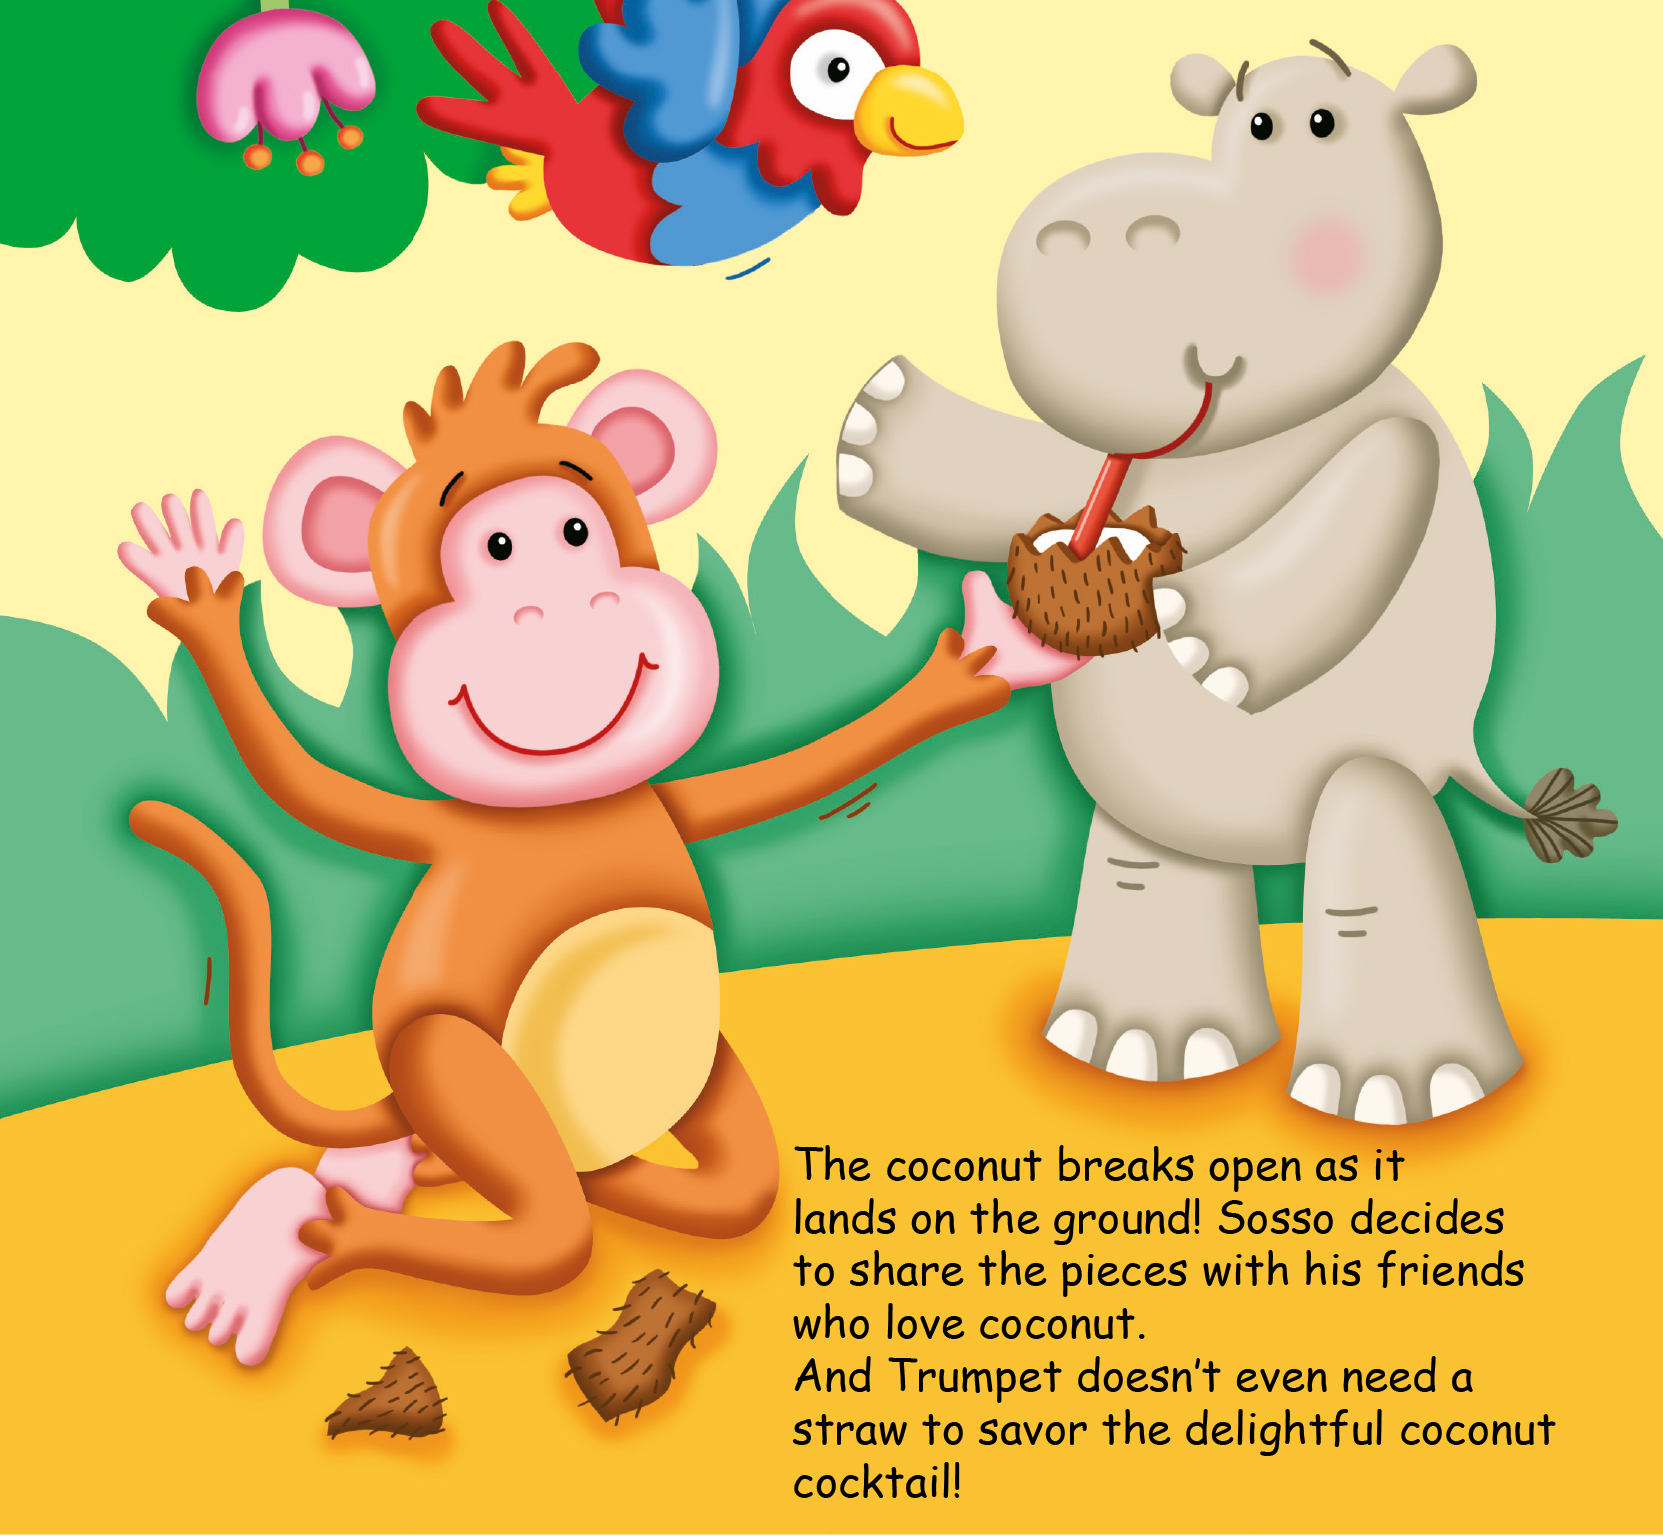 The coconut breaks open as it
lands on the ground! Sosso decides
to share the pieces with his friends
who love coconut.
And Trumpet doesn’t even need a
straw to savor the delightful coconut
cocktail!